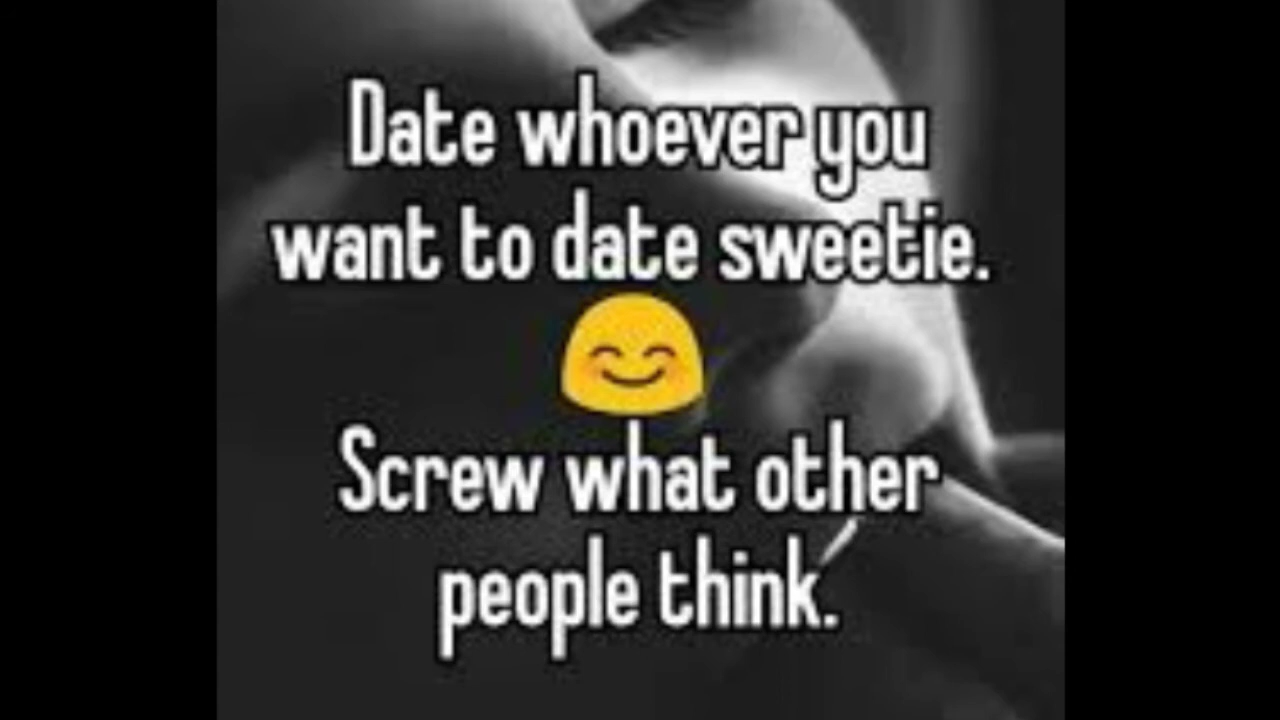 Date whoever you
want to date sweetie.
😊
Screw what other
people think.